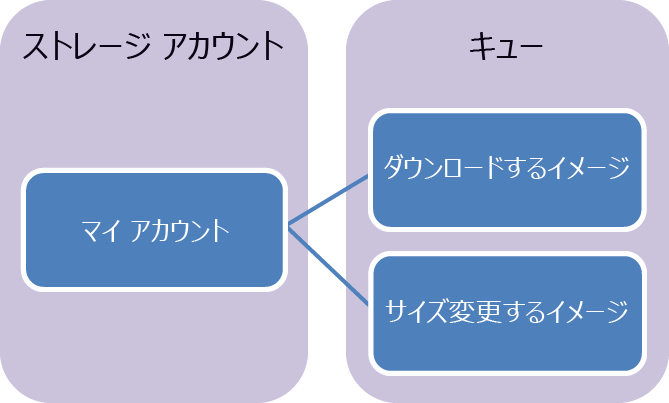 ストレージ アカウント
マイ アカウント
キュー
ダウンロードするイメージ
サイズ変更するイメージ